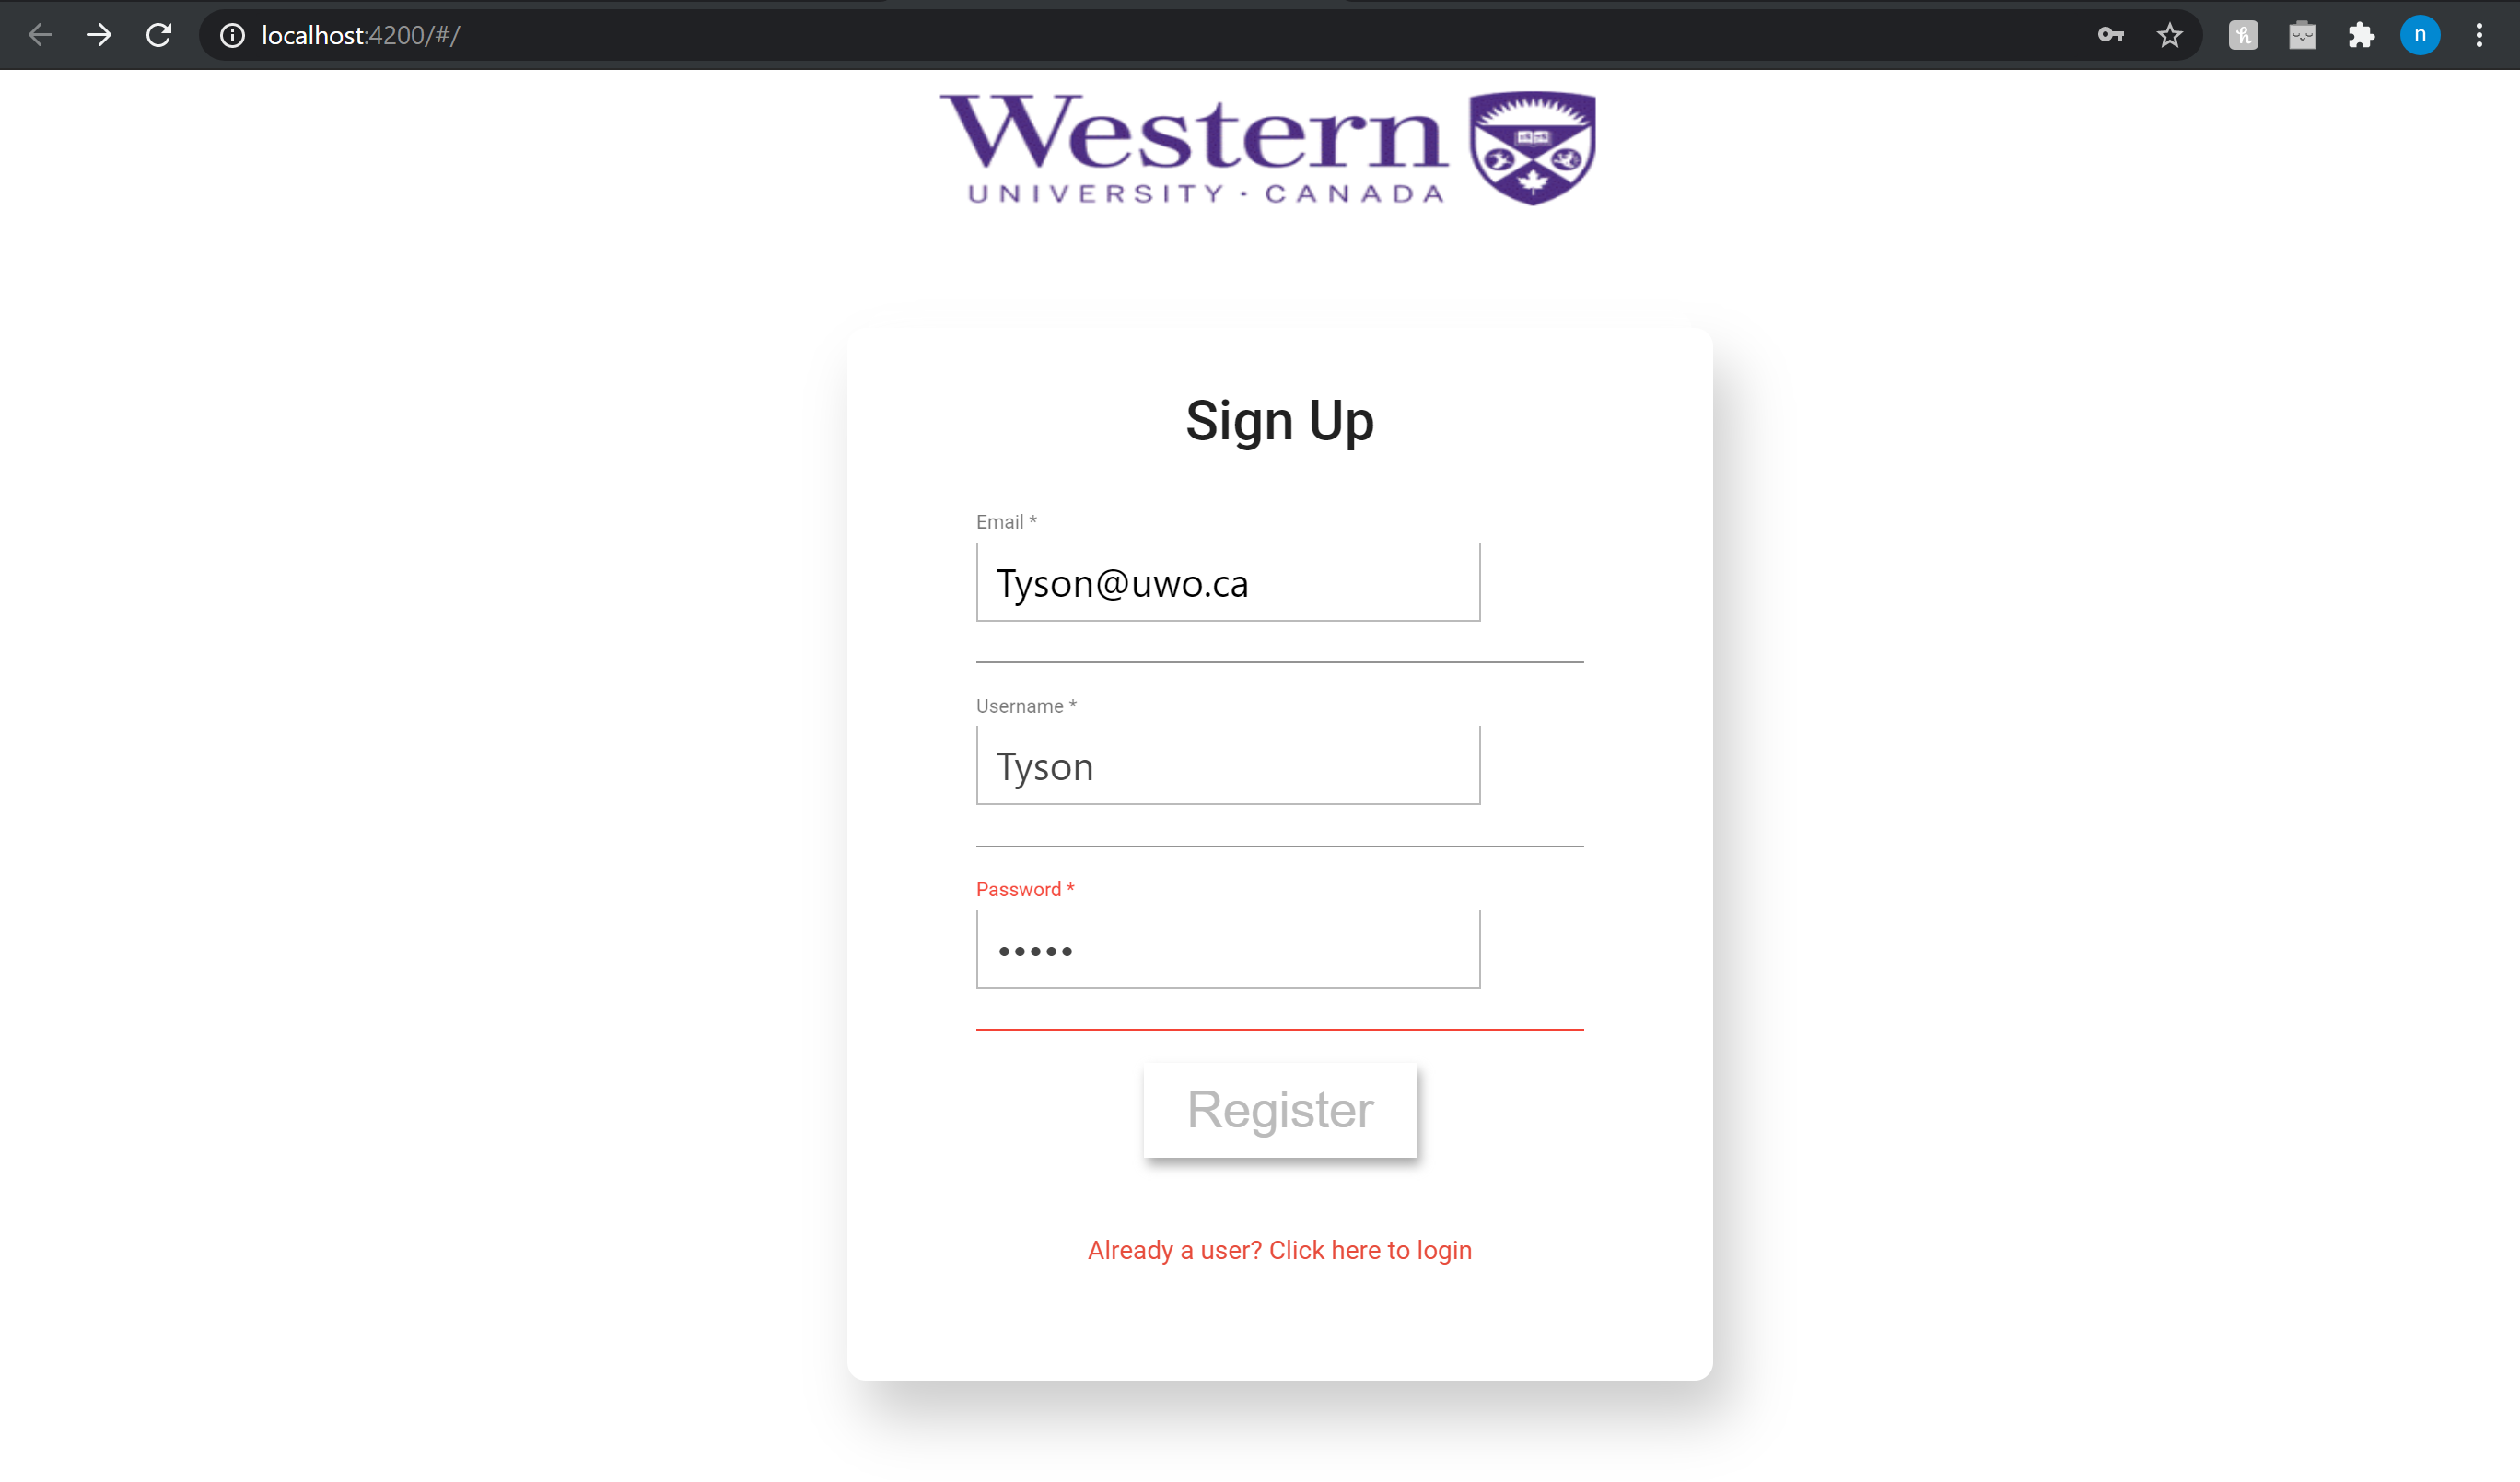 localhost:4200/#/
n
Western
UNIVERSITY · CANADA
Sign Up
Email *
Tyson@uwo.ca
Username *
Tyson
Password *
•••••
Register
Already a user? Click here to login